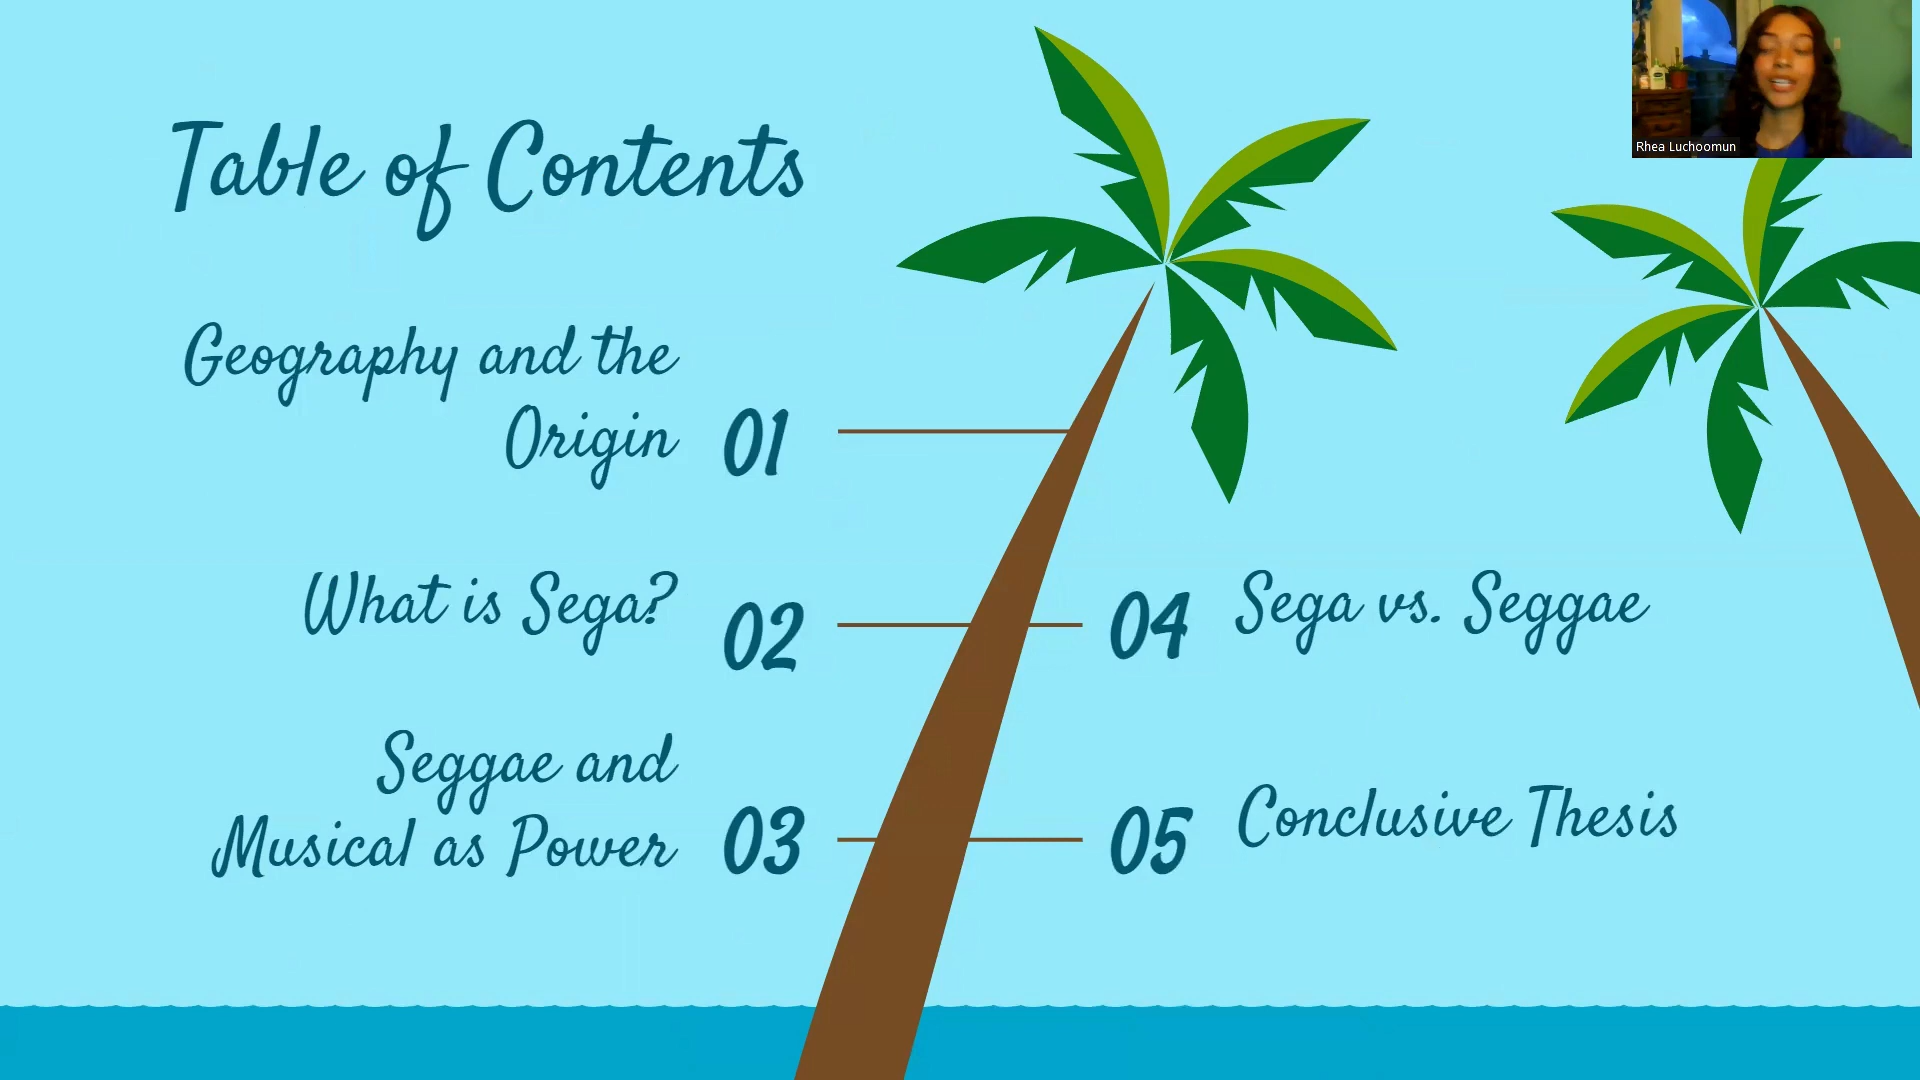 Table of Contents
Rhea Luchoomun
Geography and the
Origin
01
What is Sega?
02
Seggae and
Musical as Power
03
04
Sega vs. Seggae
05
Conclusive Thesis